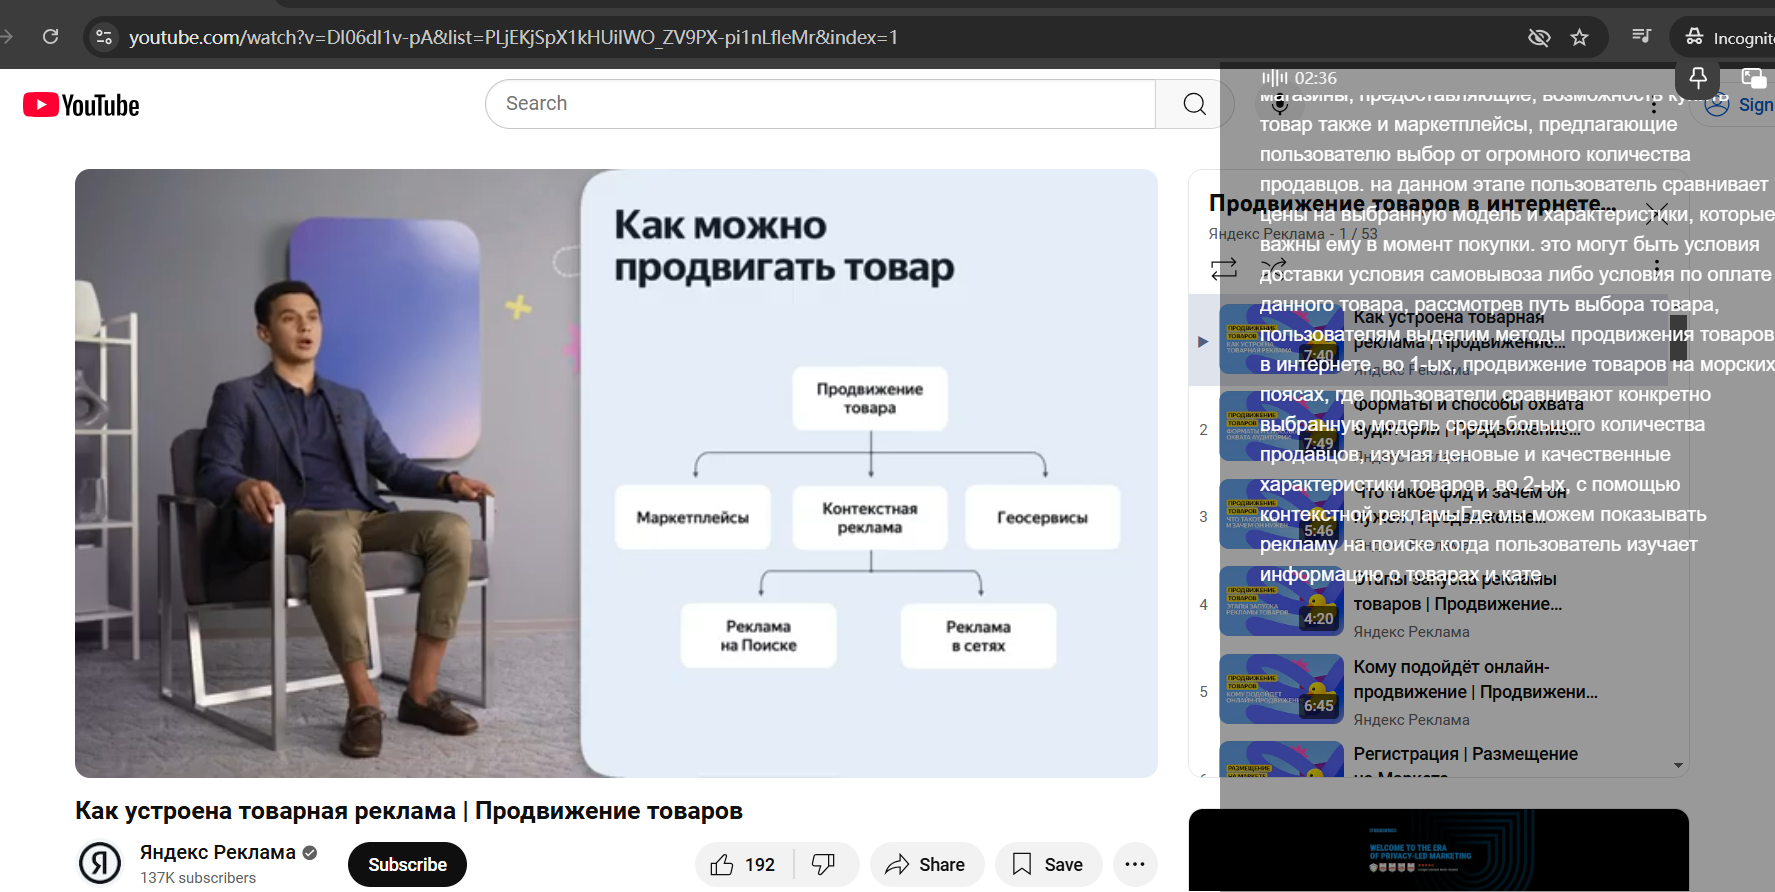 youtube.com/watch?v=DI06dI1v-pA&list=PLjEKjSpX1kHUiIWO_ZV9PX-pi1nLfleMr&index=1
Incognito
YouTube
Search
Sign
02:36
магазины, предоставляющие, возможность купить
товар также и маркетплейсы, предлагающие
пользователю выбор от огромного количества
продавцов. на данном этапе пользователь сравнивает
цены на выбранную модель и характеристики, которые
важны ему в момент покупки. это могут быть условия
доставки условия самовывоза либо условия по оплате
данного товара, рассмотрев путь выбора товара,
пользователям выделим методы продвижения товаров
в интернете. во 1-ых, продвижение товаров на морских
поясах, где пользователи сравнивают конкретно
выбранную модель среди большого количества
продавцов, изучая ценовые и качественные
характеристики товаров. во 2-ых, с помощью
контекстной рекламыГде мы можем показывать
рекламу на поиске когда пользователь изучает
информацию о товарах и кате
Как можно
продвигать товар
Продвижение
товара
Маркетплейсы
Контекстная
реклама
Геосервисы
Реклама
на Поиске
Реклама
в сетях
Продвижение товаров в интернете...
Яндекс Реклама - 1 / 53
Как устроена товарная
реклама | Продвижение...
Яндекс Реклама
7:40
2
Форматы и способы охвата
аудитории | Продвижение...
7:49
3
Что такое фид и зачем он
нужен | Продвижение...
5:46
4
Этапы запуска рекламы
товаров | Продвижение...
Яндекс Реклама
4:20
5
Кому подойдёт онлайн-
продвижение | Продвижени...
Яндекс Реклама
6:45
Регистрация | Размещение
на Маркете
Как устроена товарная реклама | Продвижение товаров
Я
Яндекс Реклама
137K subscribers
Subscribe
192
Share
Save
WELCOME TO THE ERA
OF PRIVACY-LED MARKETING